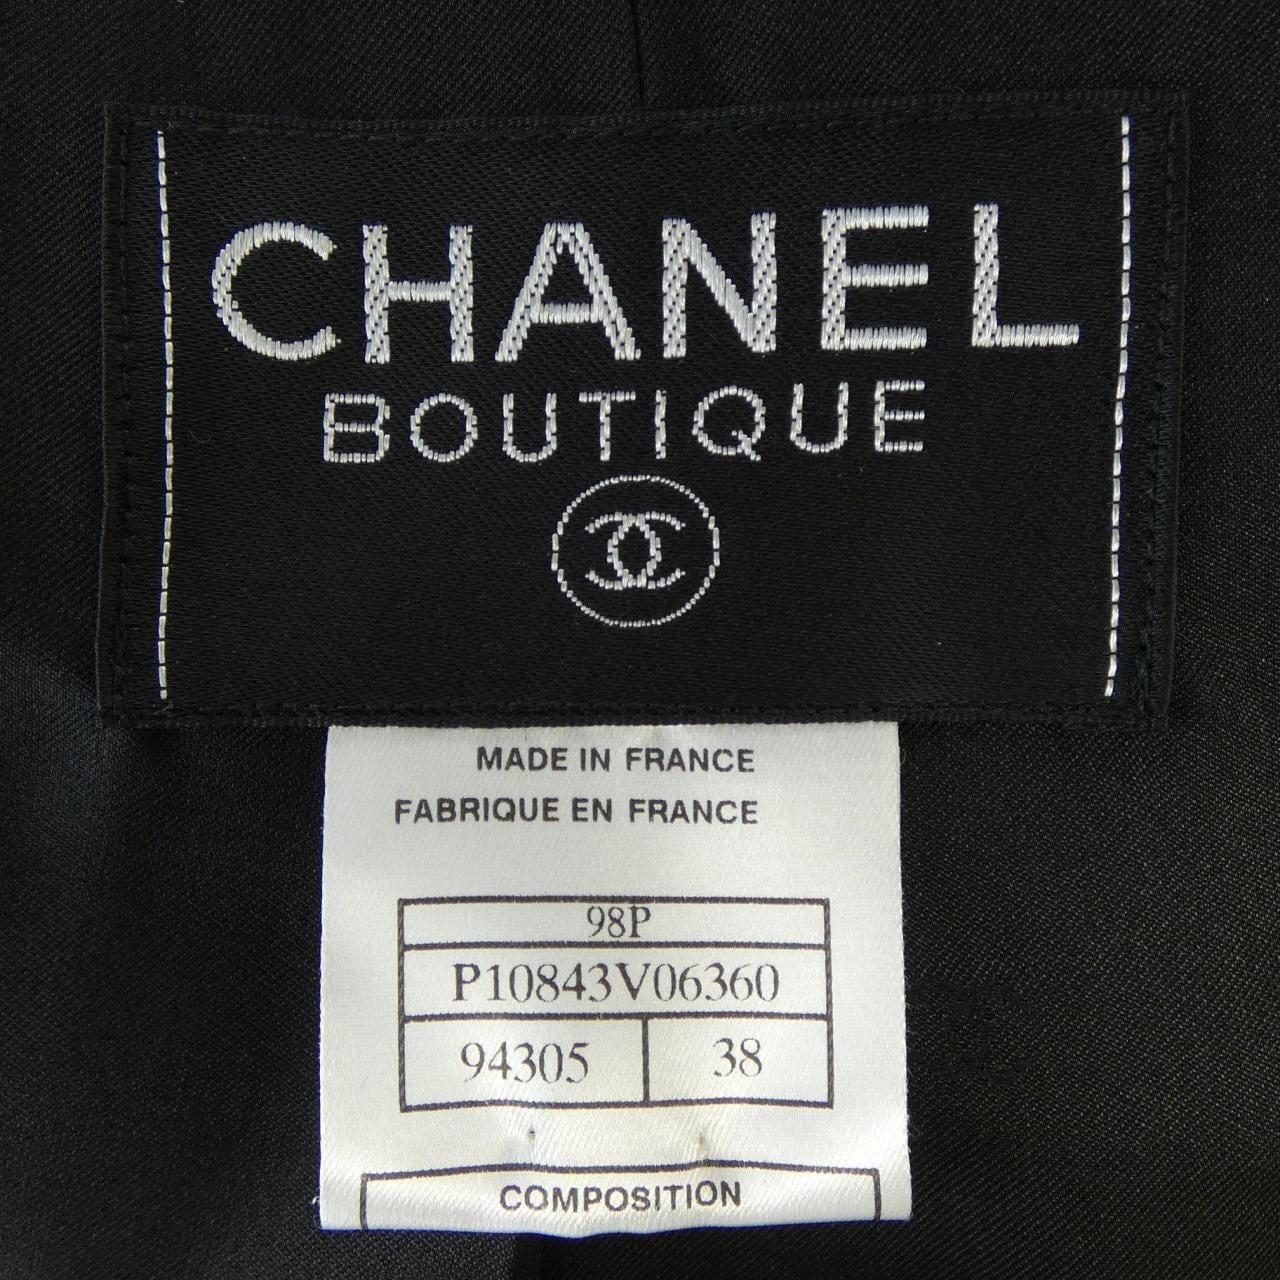 CHANEL
BOUTIQUE
MADE IN FRANCE
FABRIQUE EN FRANCE
98P
P10843V06360
94305 38
COMPOSITION